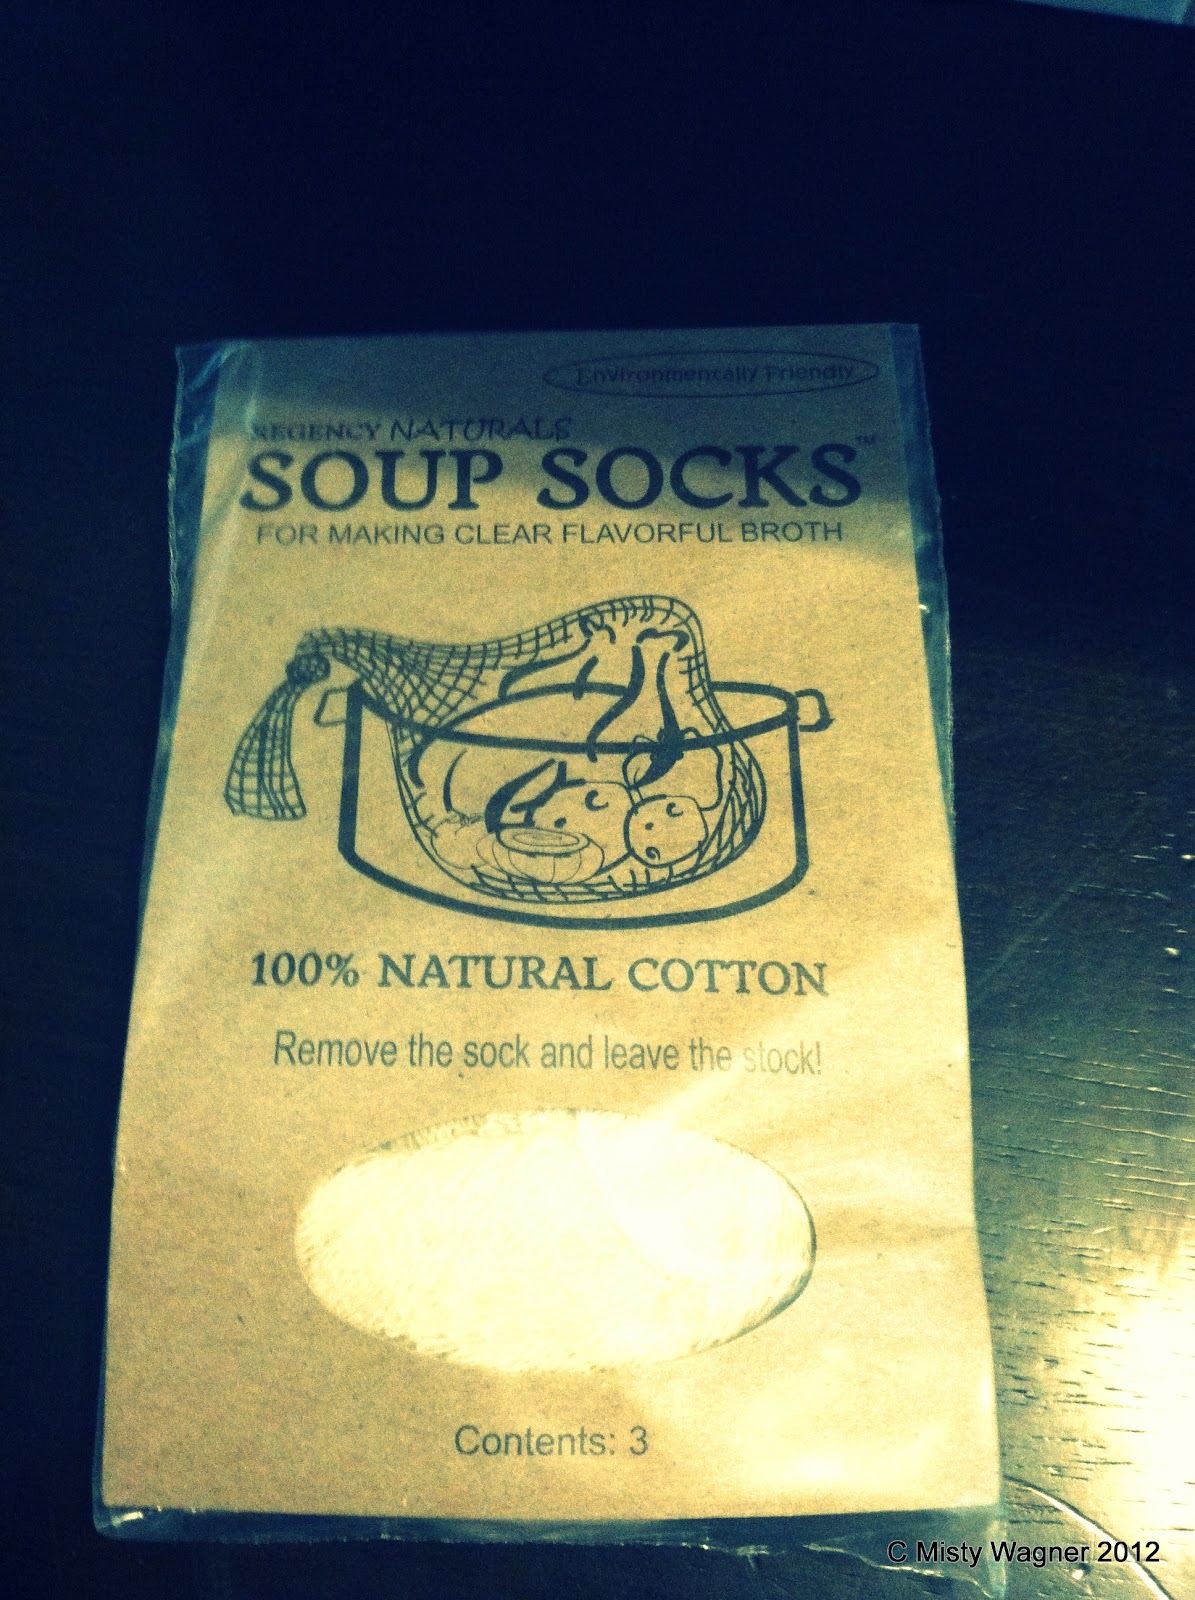 Environmentally Friendly
REGENCY NATURALS
SOUP SOCKS™
FOR MAKING CLEAR FLAVORFUL BROTH
100% NATURAL COTTON
Remove the sock and leave the stock!
Contents: 3
C Misty Wagner 2012